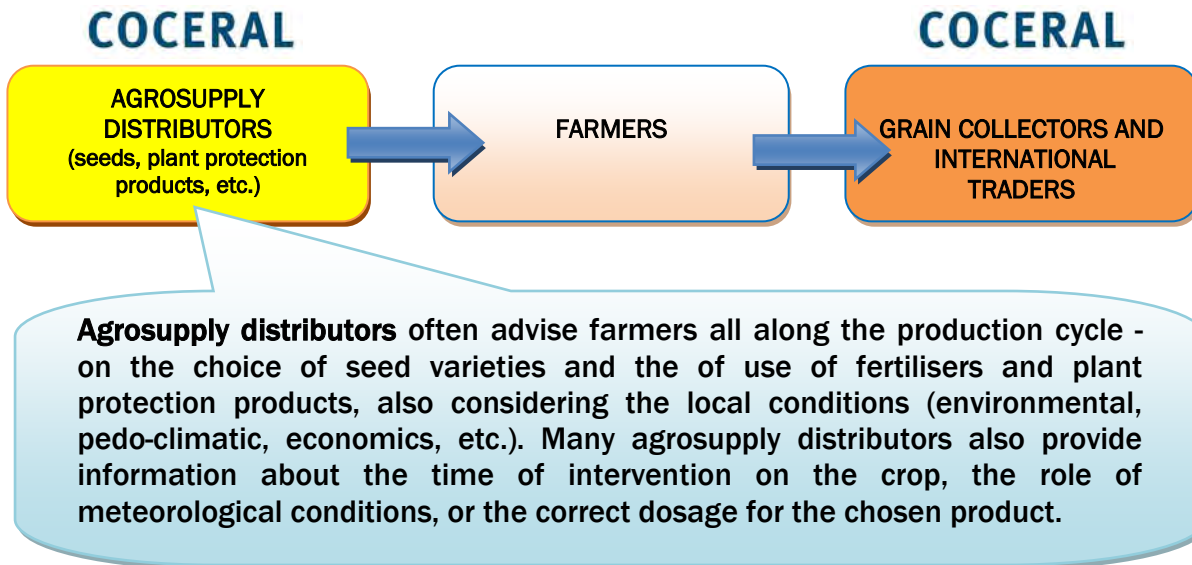 COCERAL
COCERAL
AGROSUPPLY
DISTRIBUTORS
(seeds, plant protection
products, etc.)
FARMERS
GRAIN COLLECTORS AND
INTERNATIONAL
TRADERS
Agrosupply distributors often advise farmers all along the production cycle -
on the choice of seed varieties and the of use of fertilisers and plant
protection products, also considering the local conditions (environmental,
pedo-climatic, economics, etc.). Many agrosupply distributors also provide
information about the time of intervention on the crop, the role of
meteorological conditions, or the correct dosage for the chosen product.